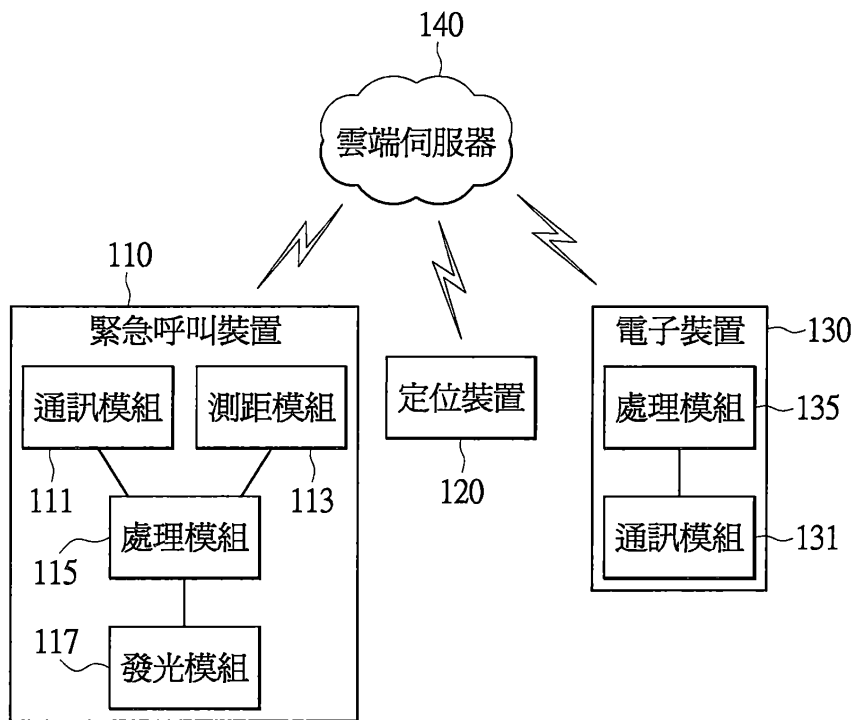 140
雲端伺服器
110
緊急呼叫裝置
通訊模組
測距模組
111
113
處理模組
115
117
發光模組
定位裝置
120
電子裝置
130
處理模組
135
通訊模組
131